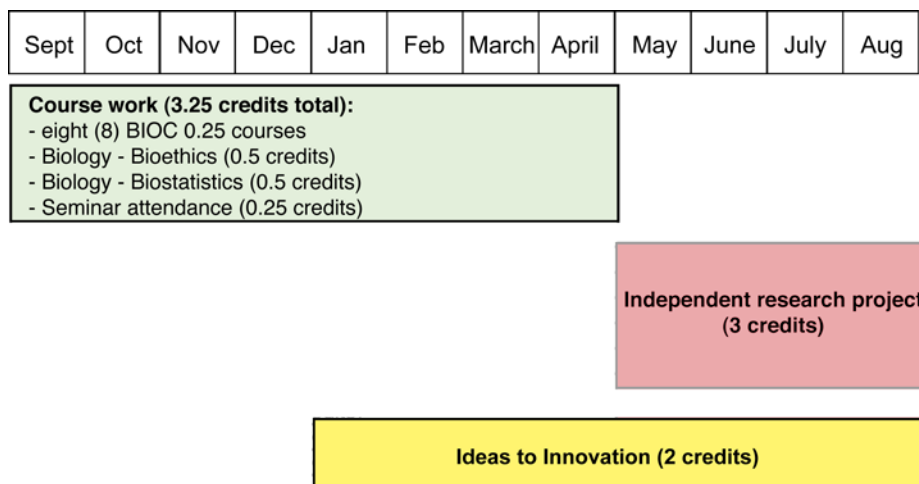 Sept Oct Nov Dec Jan Feb March April May June July Aug
Course work (3.25 credits total):
- eight (8) BIOC 0.25 courses
- Biology - Bioethics (0.5 credits)
- Biology - Biostatistics (0.5 credits)
- Seminar attendance (0.25 credits)
Independent research project
(3 credits)
Ideas to Innovation (2 credits)